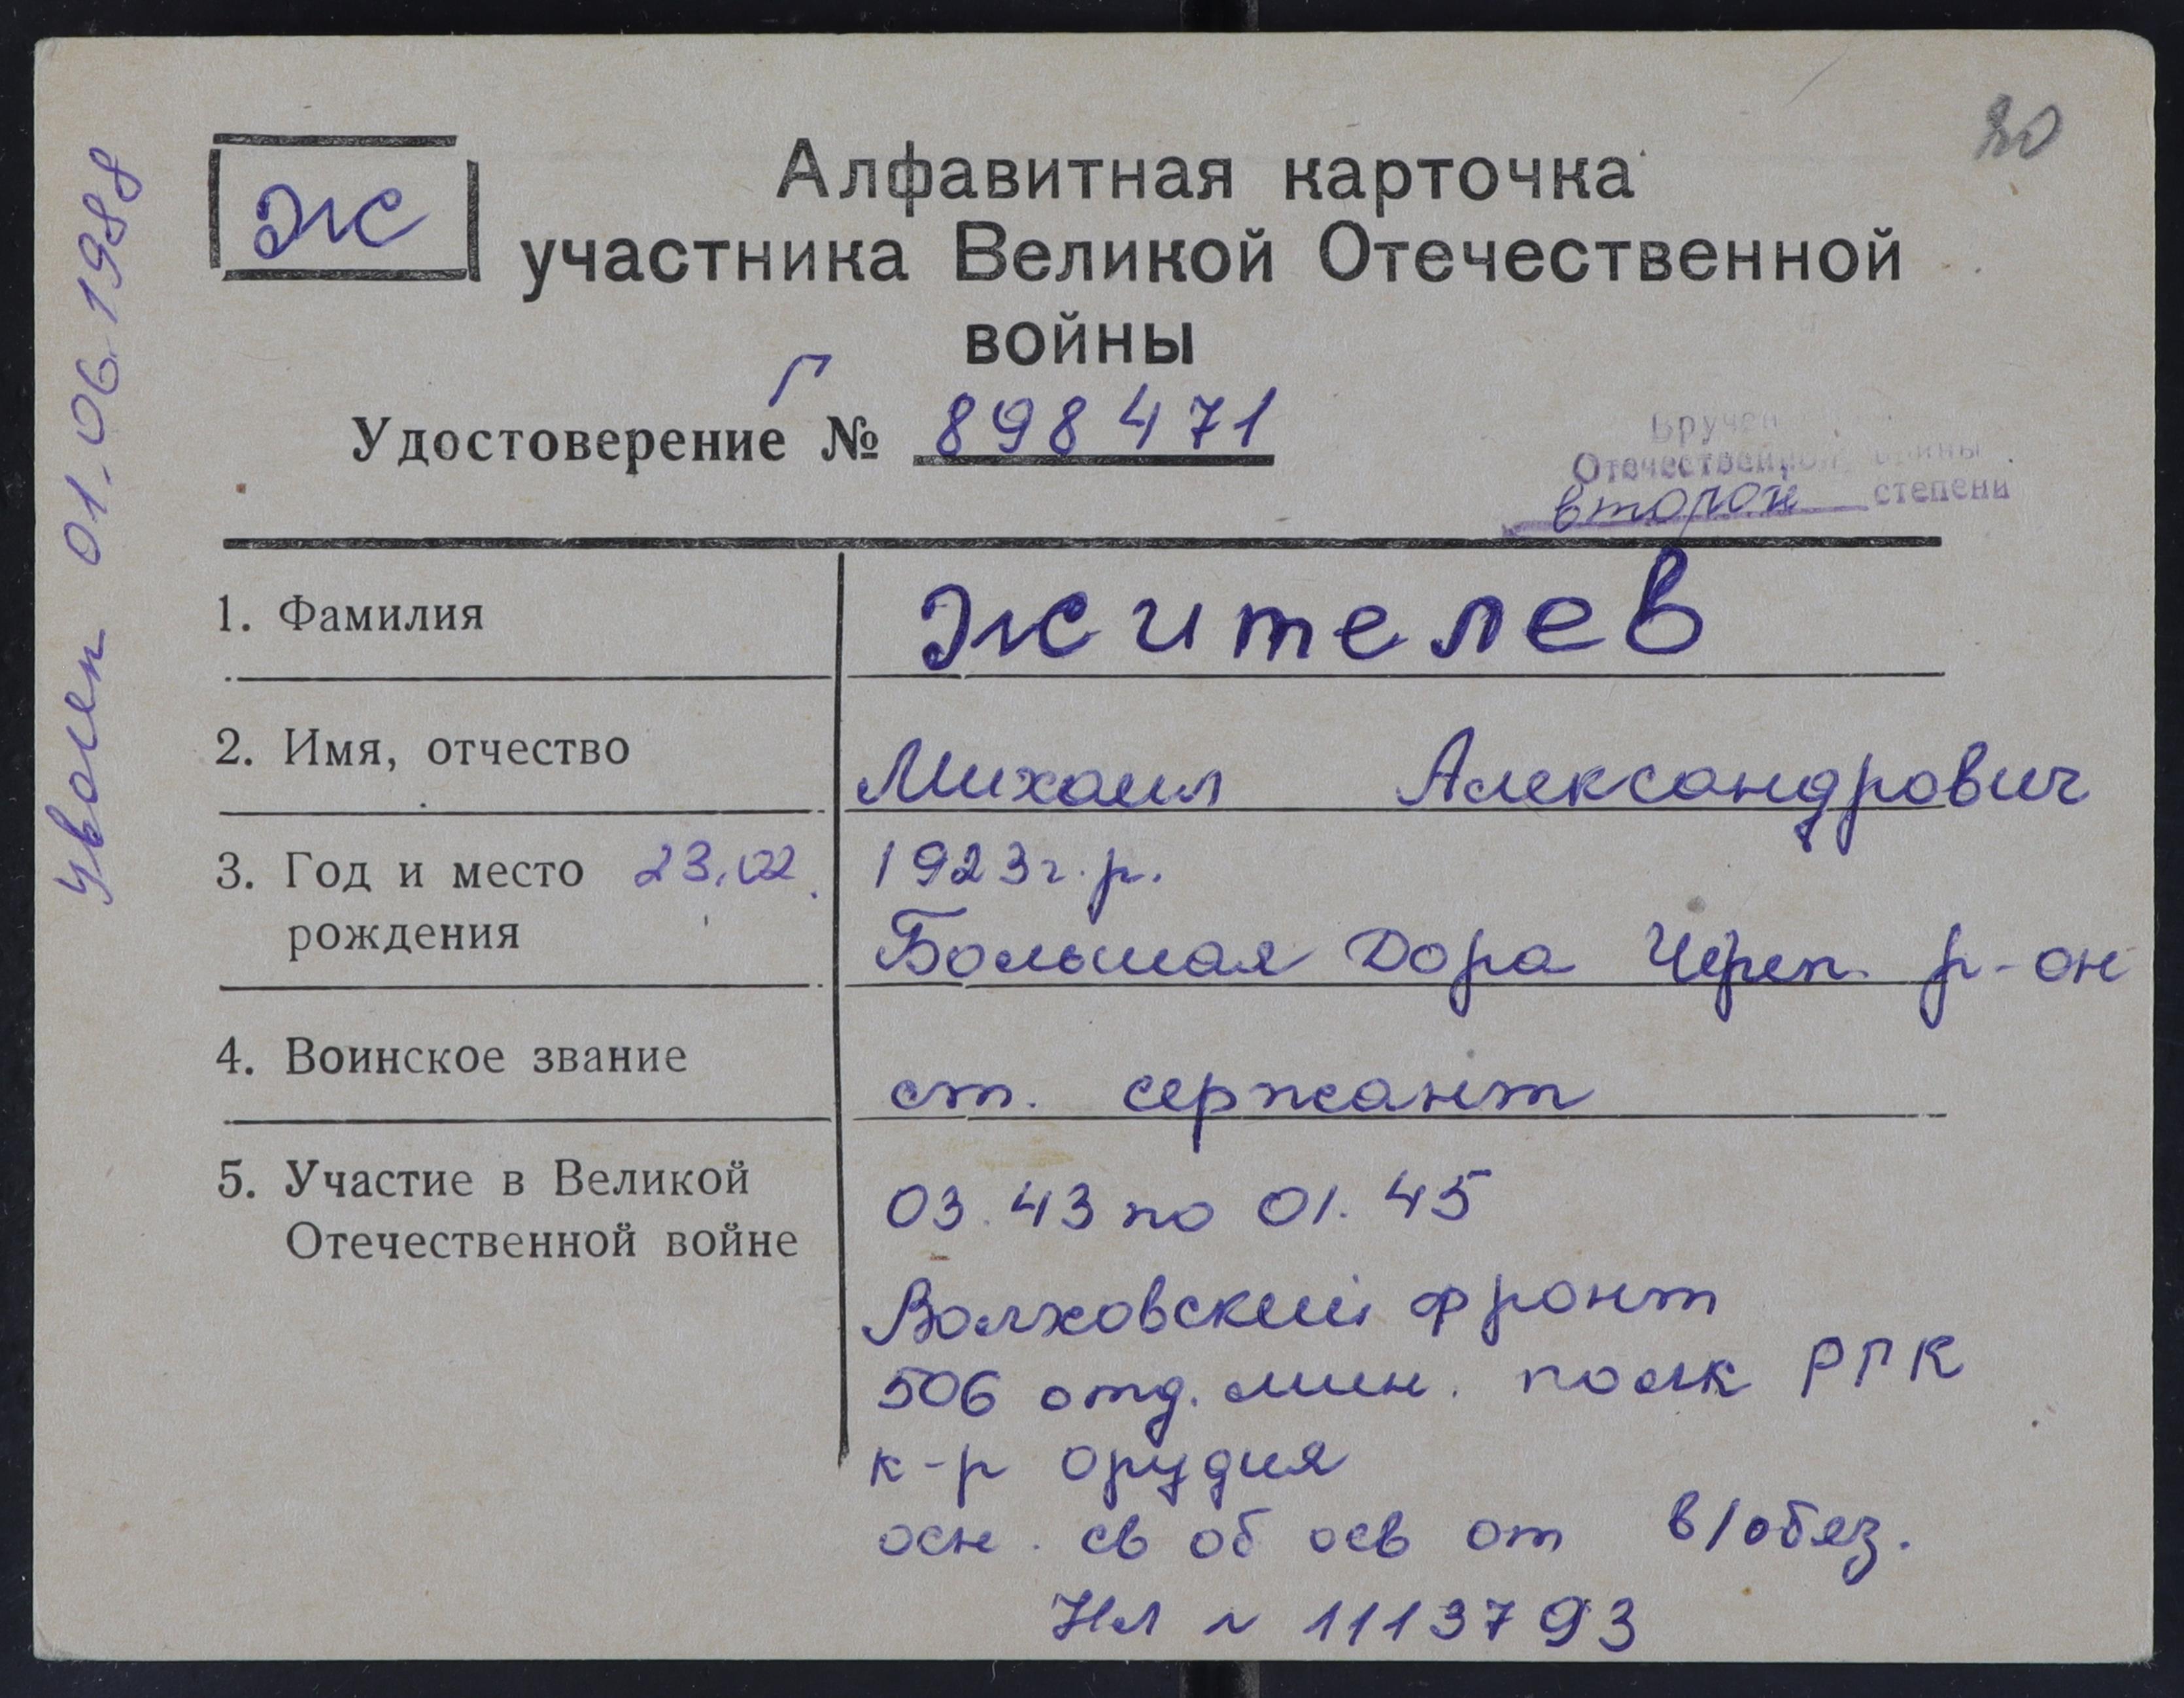 80
Ж
Алфавитная карточка
участника Великой Отечественной
войны
Удостоверение № Г 898471
Вручен
Отечественной войны
второй степени
уволен 01.06.1988
1. Фамилия
Жителев
2. Имя, отчество
Михаил Александрович
3. Год и место 23.02. 1923 г.р.
рождения
Большая Дора Череп. р-он
4. Воинское звание
ст. сержант
5. Участие в Великой
Отечественной войне
03.43 по 01.45
Волховский фронт
506 отд. мин. полк РГК
к-р орудия
осн. св об осв от в/обяз.
НЛ № 1113793